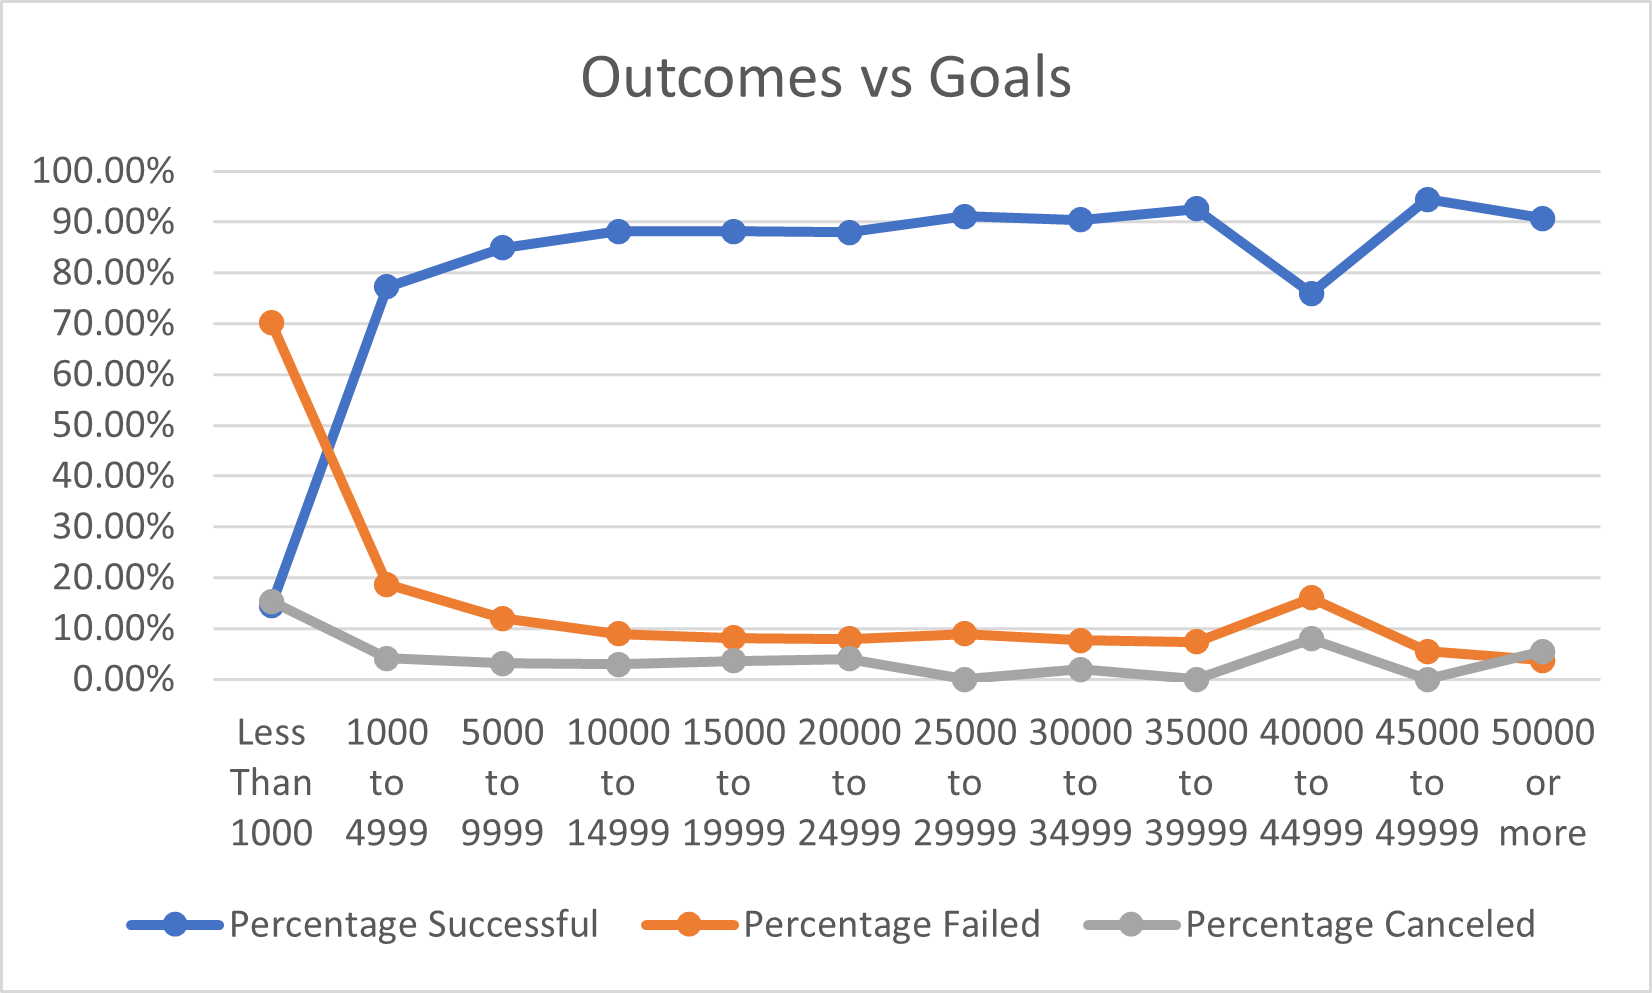 Outcomes vs Goals
100.00%
90.00%
80.00%
70.00%
60.00%
50.00%
40.00%
30.00%
20.00%
10.00%
0.00%
Less 1000 5000 10000 15000 20000 25000 30000 35000 40000 45000 50000
Than to to to to to to to to to to or
1000 4999 9999 14999 19999 24999 29999 34999 39999 44999 49999 more
Percentage Successful Percentage Failed Percentage Canceled